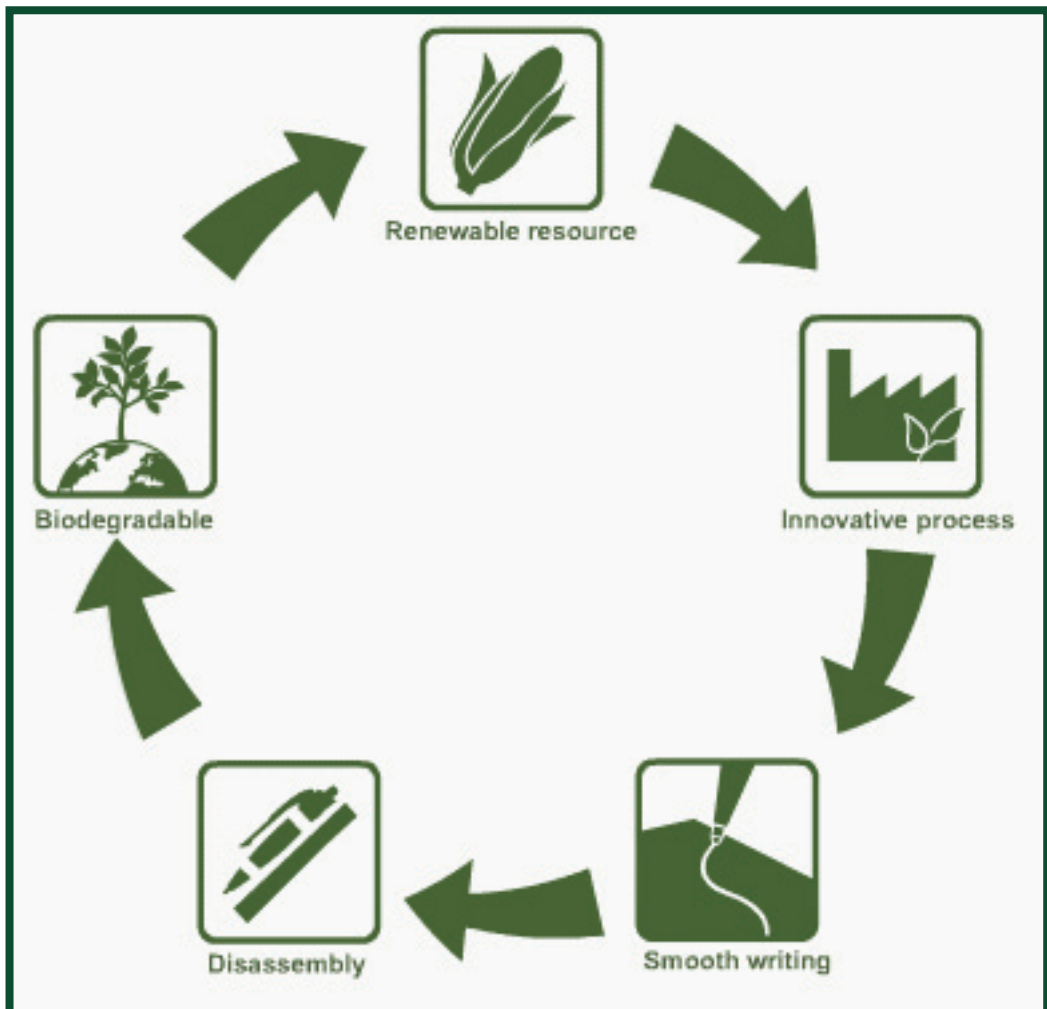 Renewable resource
Innovative process
Smooth writing
Disassembly
Biodegradable